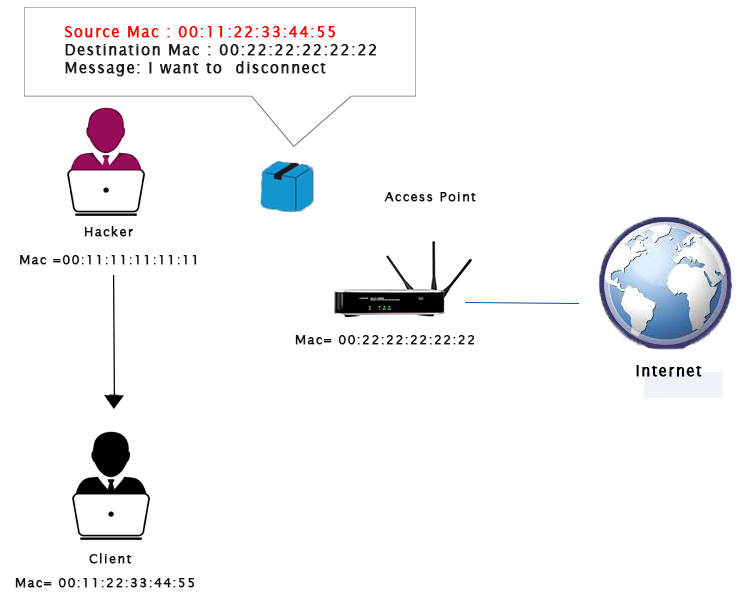 Source Mac : 00:11:22:33:44:55
Destination Mac : 00:22:22:22:22:22
Message: I want to disconnect
Access Point
Hacker
Mac =00:11:11:11:11:11
Mac= 00:22:22:22:22:22
Internet
Client
Mac= 00:11:22:33:44:55